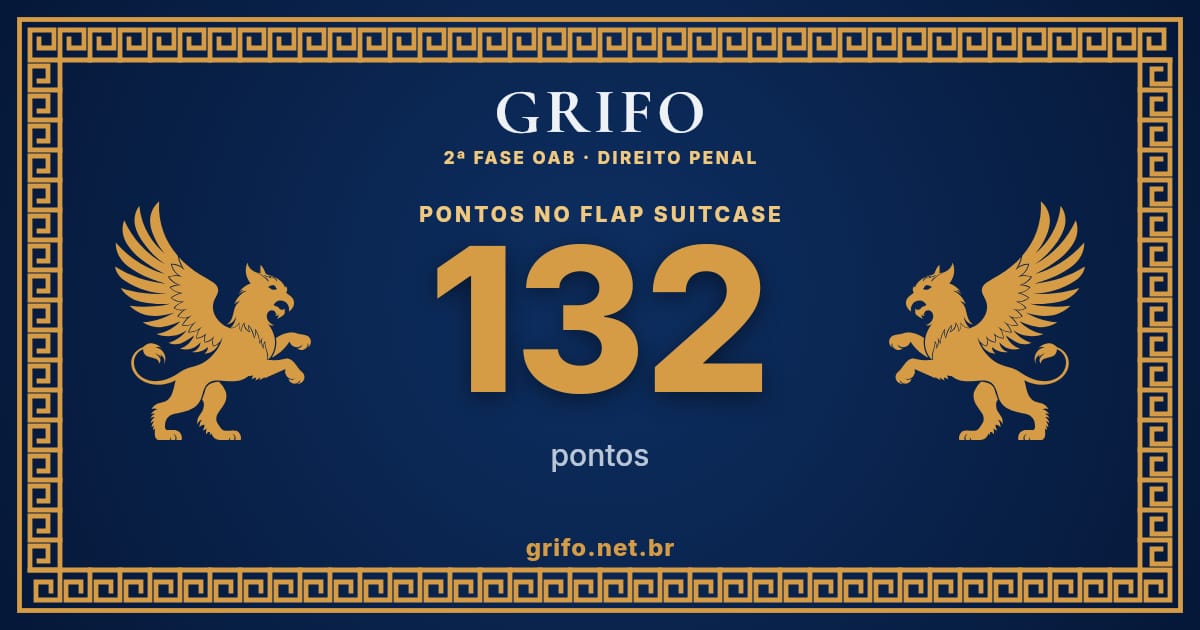 GRIFO
2ª FASE OAB · DIREITO PENAL
PONTOS NO FLAP SUITCASE
132
pontos
grifo.net.br